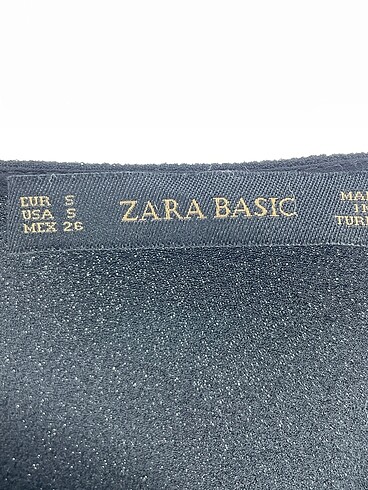 EUR S
USA S
MEX 26
ZARA BASIC